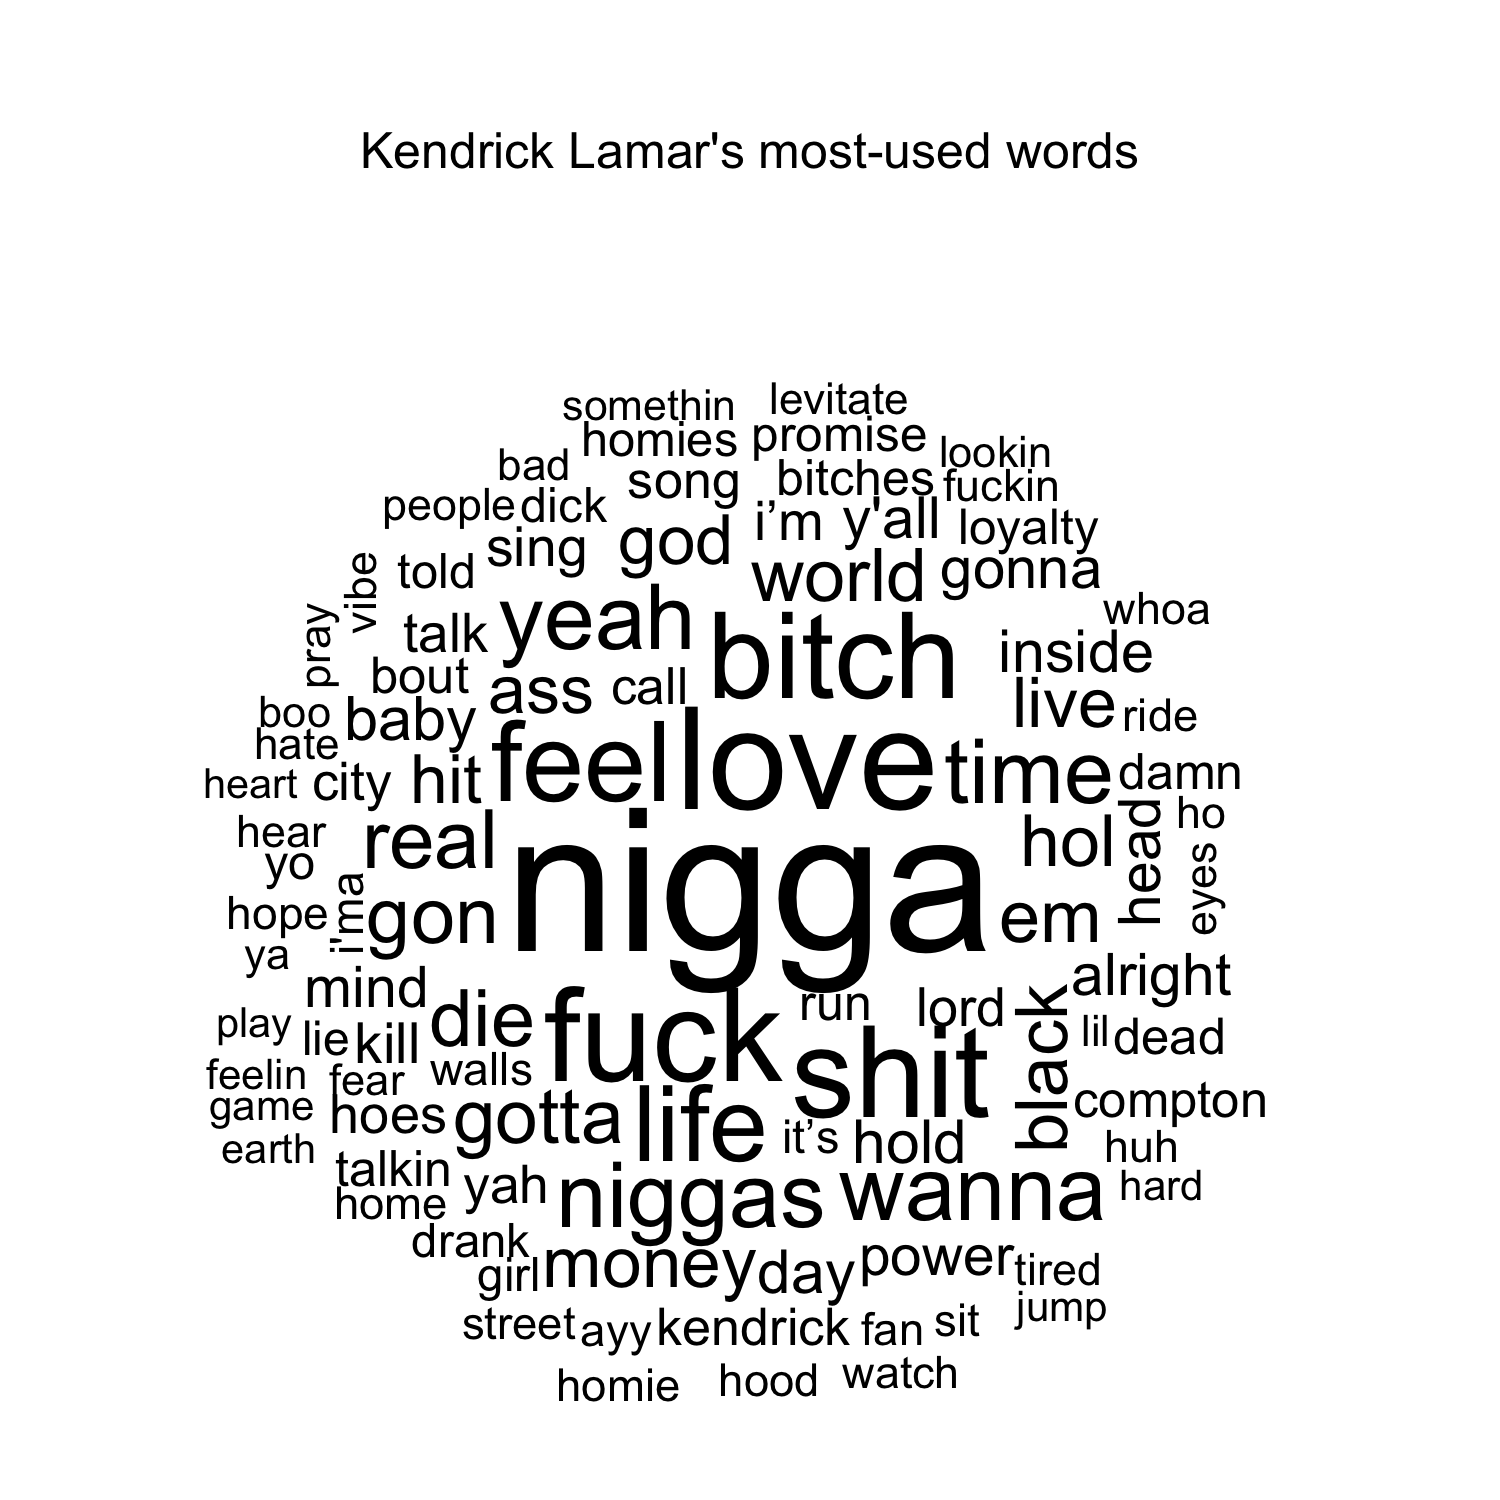 Kendrick Lamar's most-used words
somethin levitate
homies promise
bad song bitches lookin
people dick fuckin
sing god i’m y'all loyalty
vibe told world gonna
pray talk yeah bitch whoa
bout ass call inside
boo baby live ride
hate feel love time damn
heart city hit
hear real nigga hol head ho
yo eyes
hope i'ma gon em
ya
mind die fuck run lord alright
play lie kill shit black lil dead
feelin fear walls
game hoes gotta life compton
earth it’s hold huh
talkin yah niggas wanna hard
home
drank money day power tired
girl jump
street ayy kendrick fan sit
homie hood watch